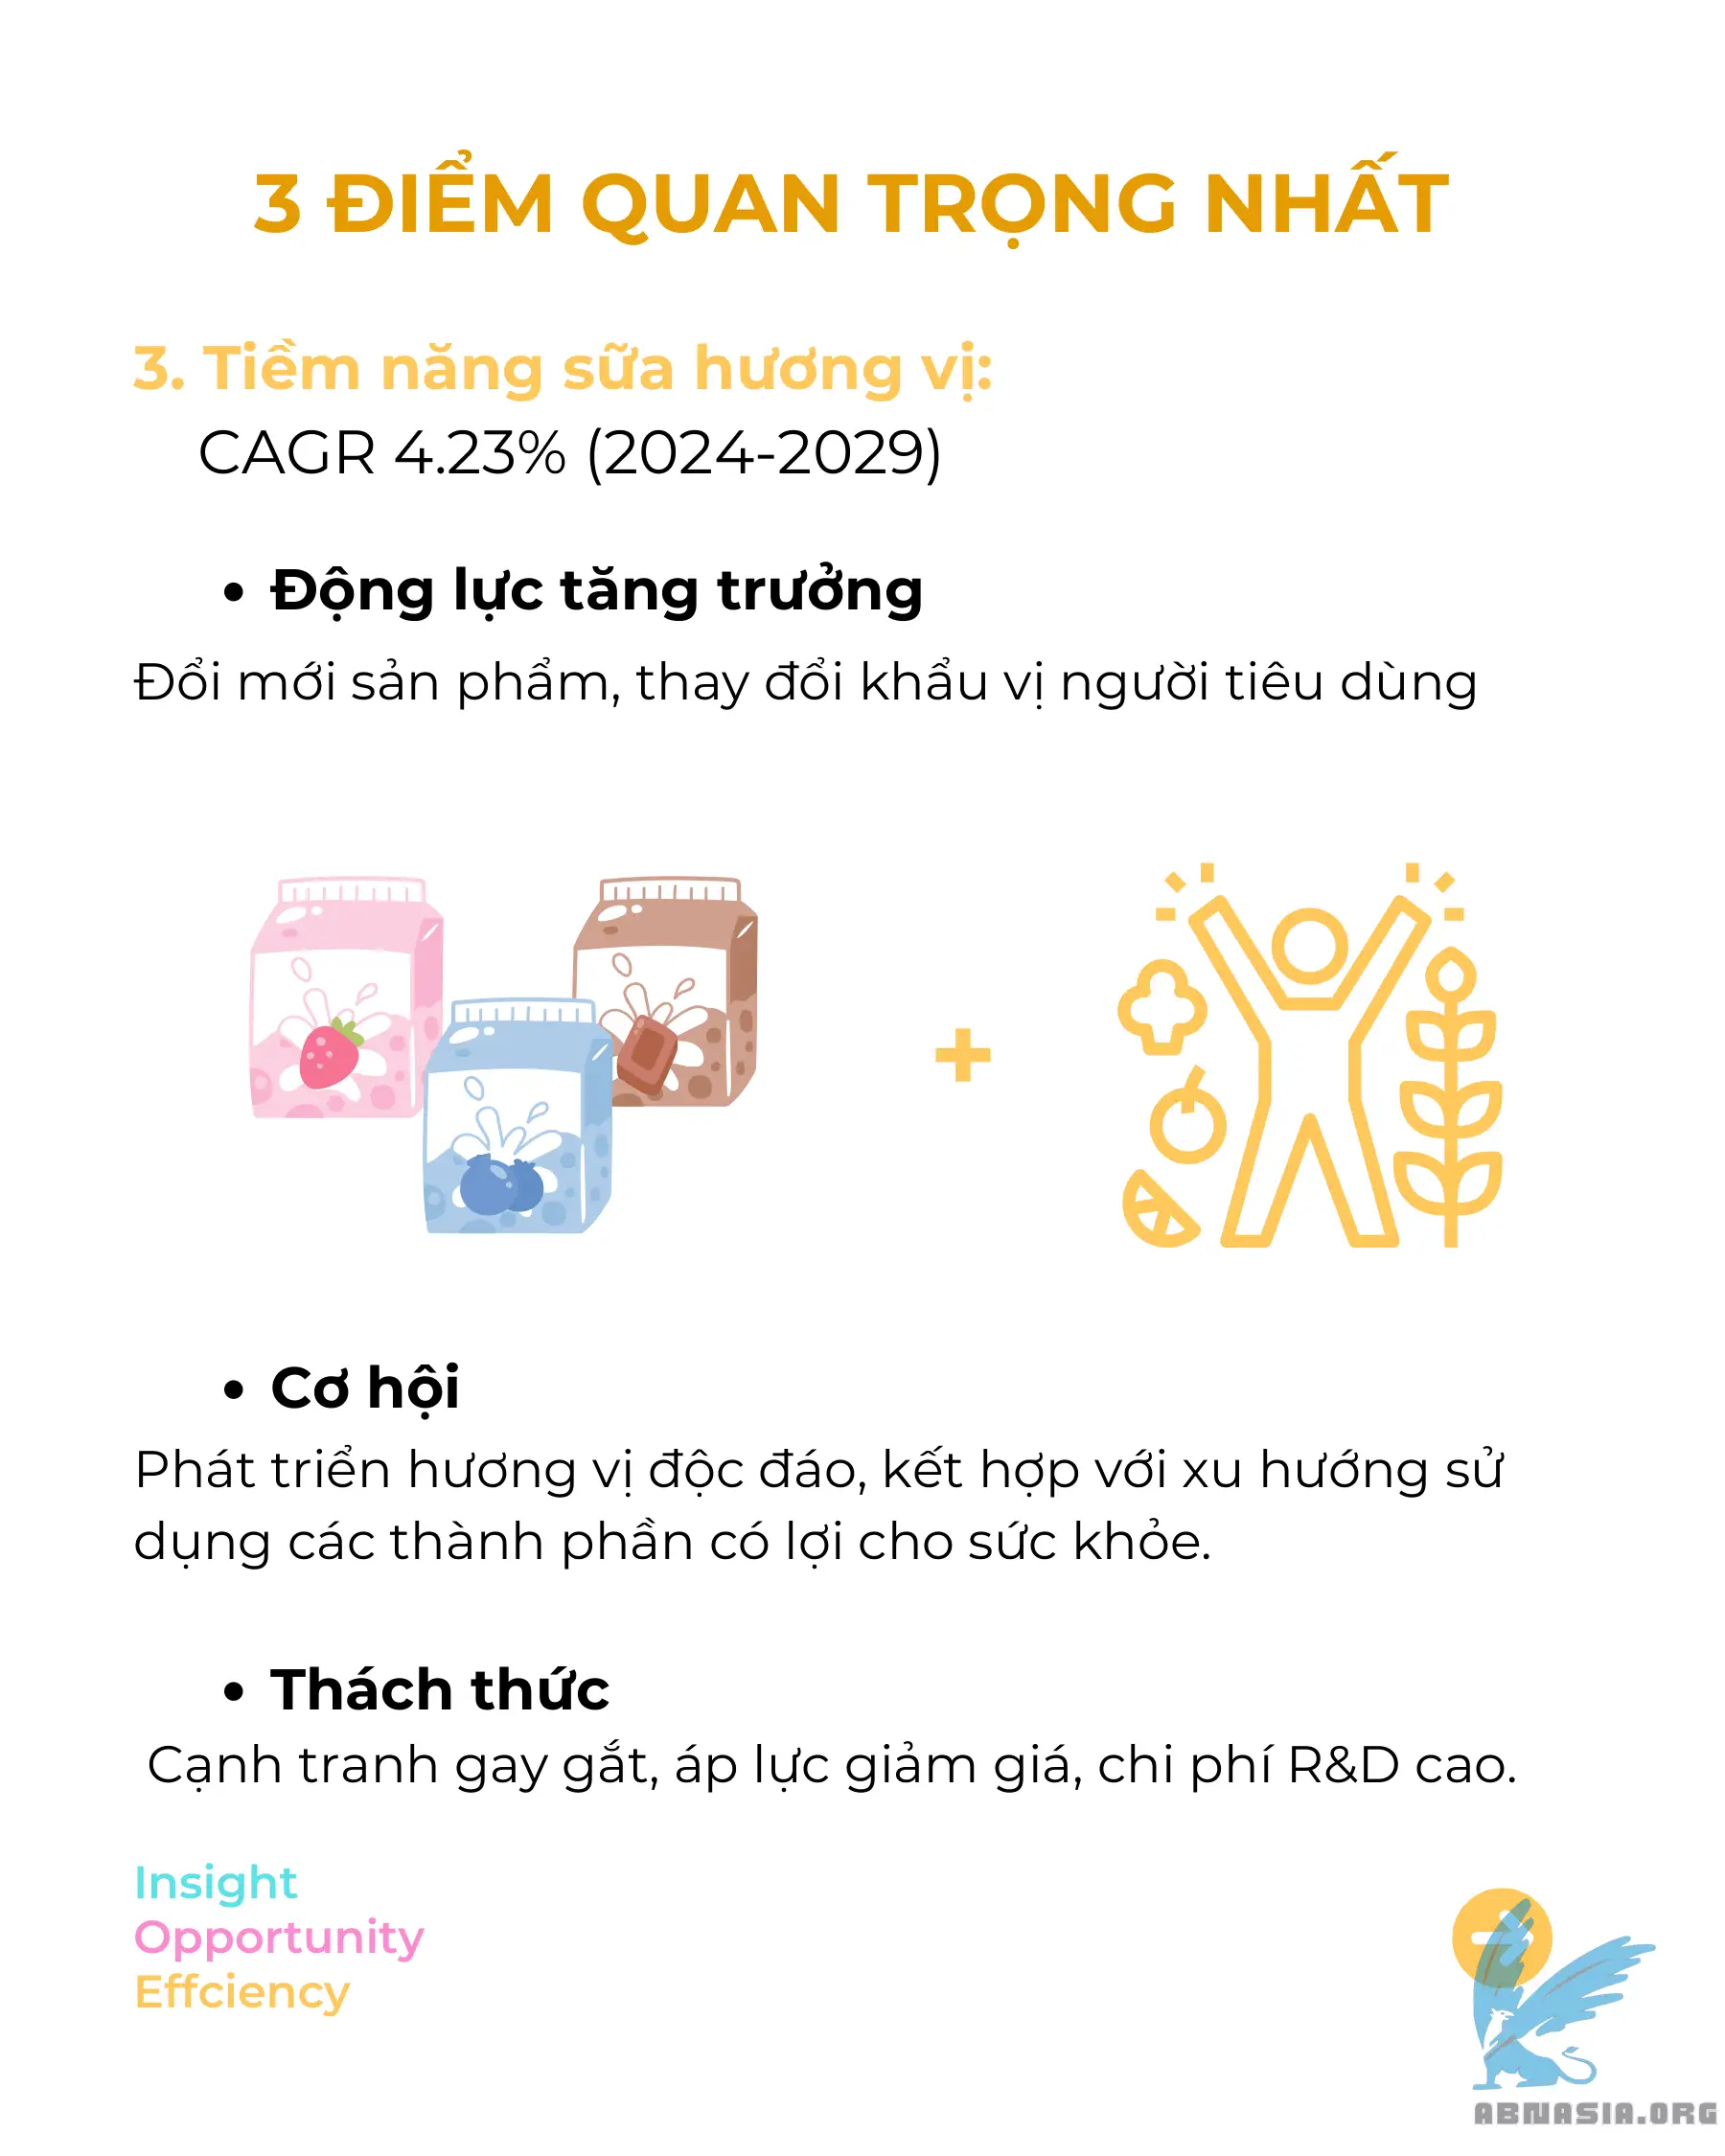 3 ĐIỂM QUAN TRỌNG NHẤT
3. Tiềm năng sữa hương vị:
CAGR 4.23% (2024-2029)
• Động lực tăng trưởng
Đổi mới sản phẩm, thay đổi khẩu vị người tiêu dùng
+
• Cơ hội
Phát triển hương vị độc đáo, kết hợp với xu hướng sử
dụng các thành phần có lợi cho sức khỏe.
• Thách thức
Cạnh tranh gay gắt, áp lực giảm giá, chi phí R&D cao.
Insight
Opportunity
Effciency
ABNASIA.ORG